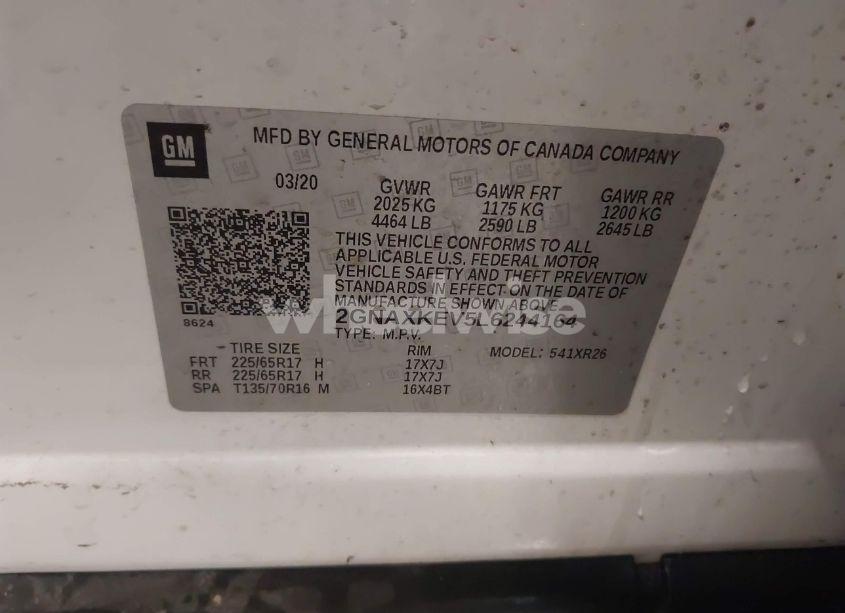 GM
MFD BY GENERAL MOTORS OF CANADA COMPANY
03/20 GVWR GAWR FRT GAWR RR
2025 KG 1175 KG 1200 KG
4464 LB 2590 LB 2645 LB
THIS VEHICLE CONFORMS TO ALL
APPLICABLE U.S. FEDERAL MOTOR
VEHICLE SAFETY AND THEFT PREVENTION
STANDARDS IN EFFECT ON THE DATE OF
MANUFACTURE SHOWN ABOVE
8624
2GNAXKEV5L6244164
TYPE: M.P.V.
TIRE SIZE RIM MODEL: 541XR26
FRT 225/65R17 H 17X7J
RR 225/65R17 H 17X7J
SPA T135/70R16 M 16X4BT